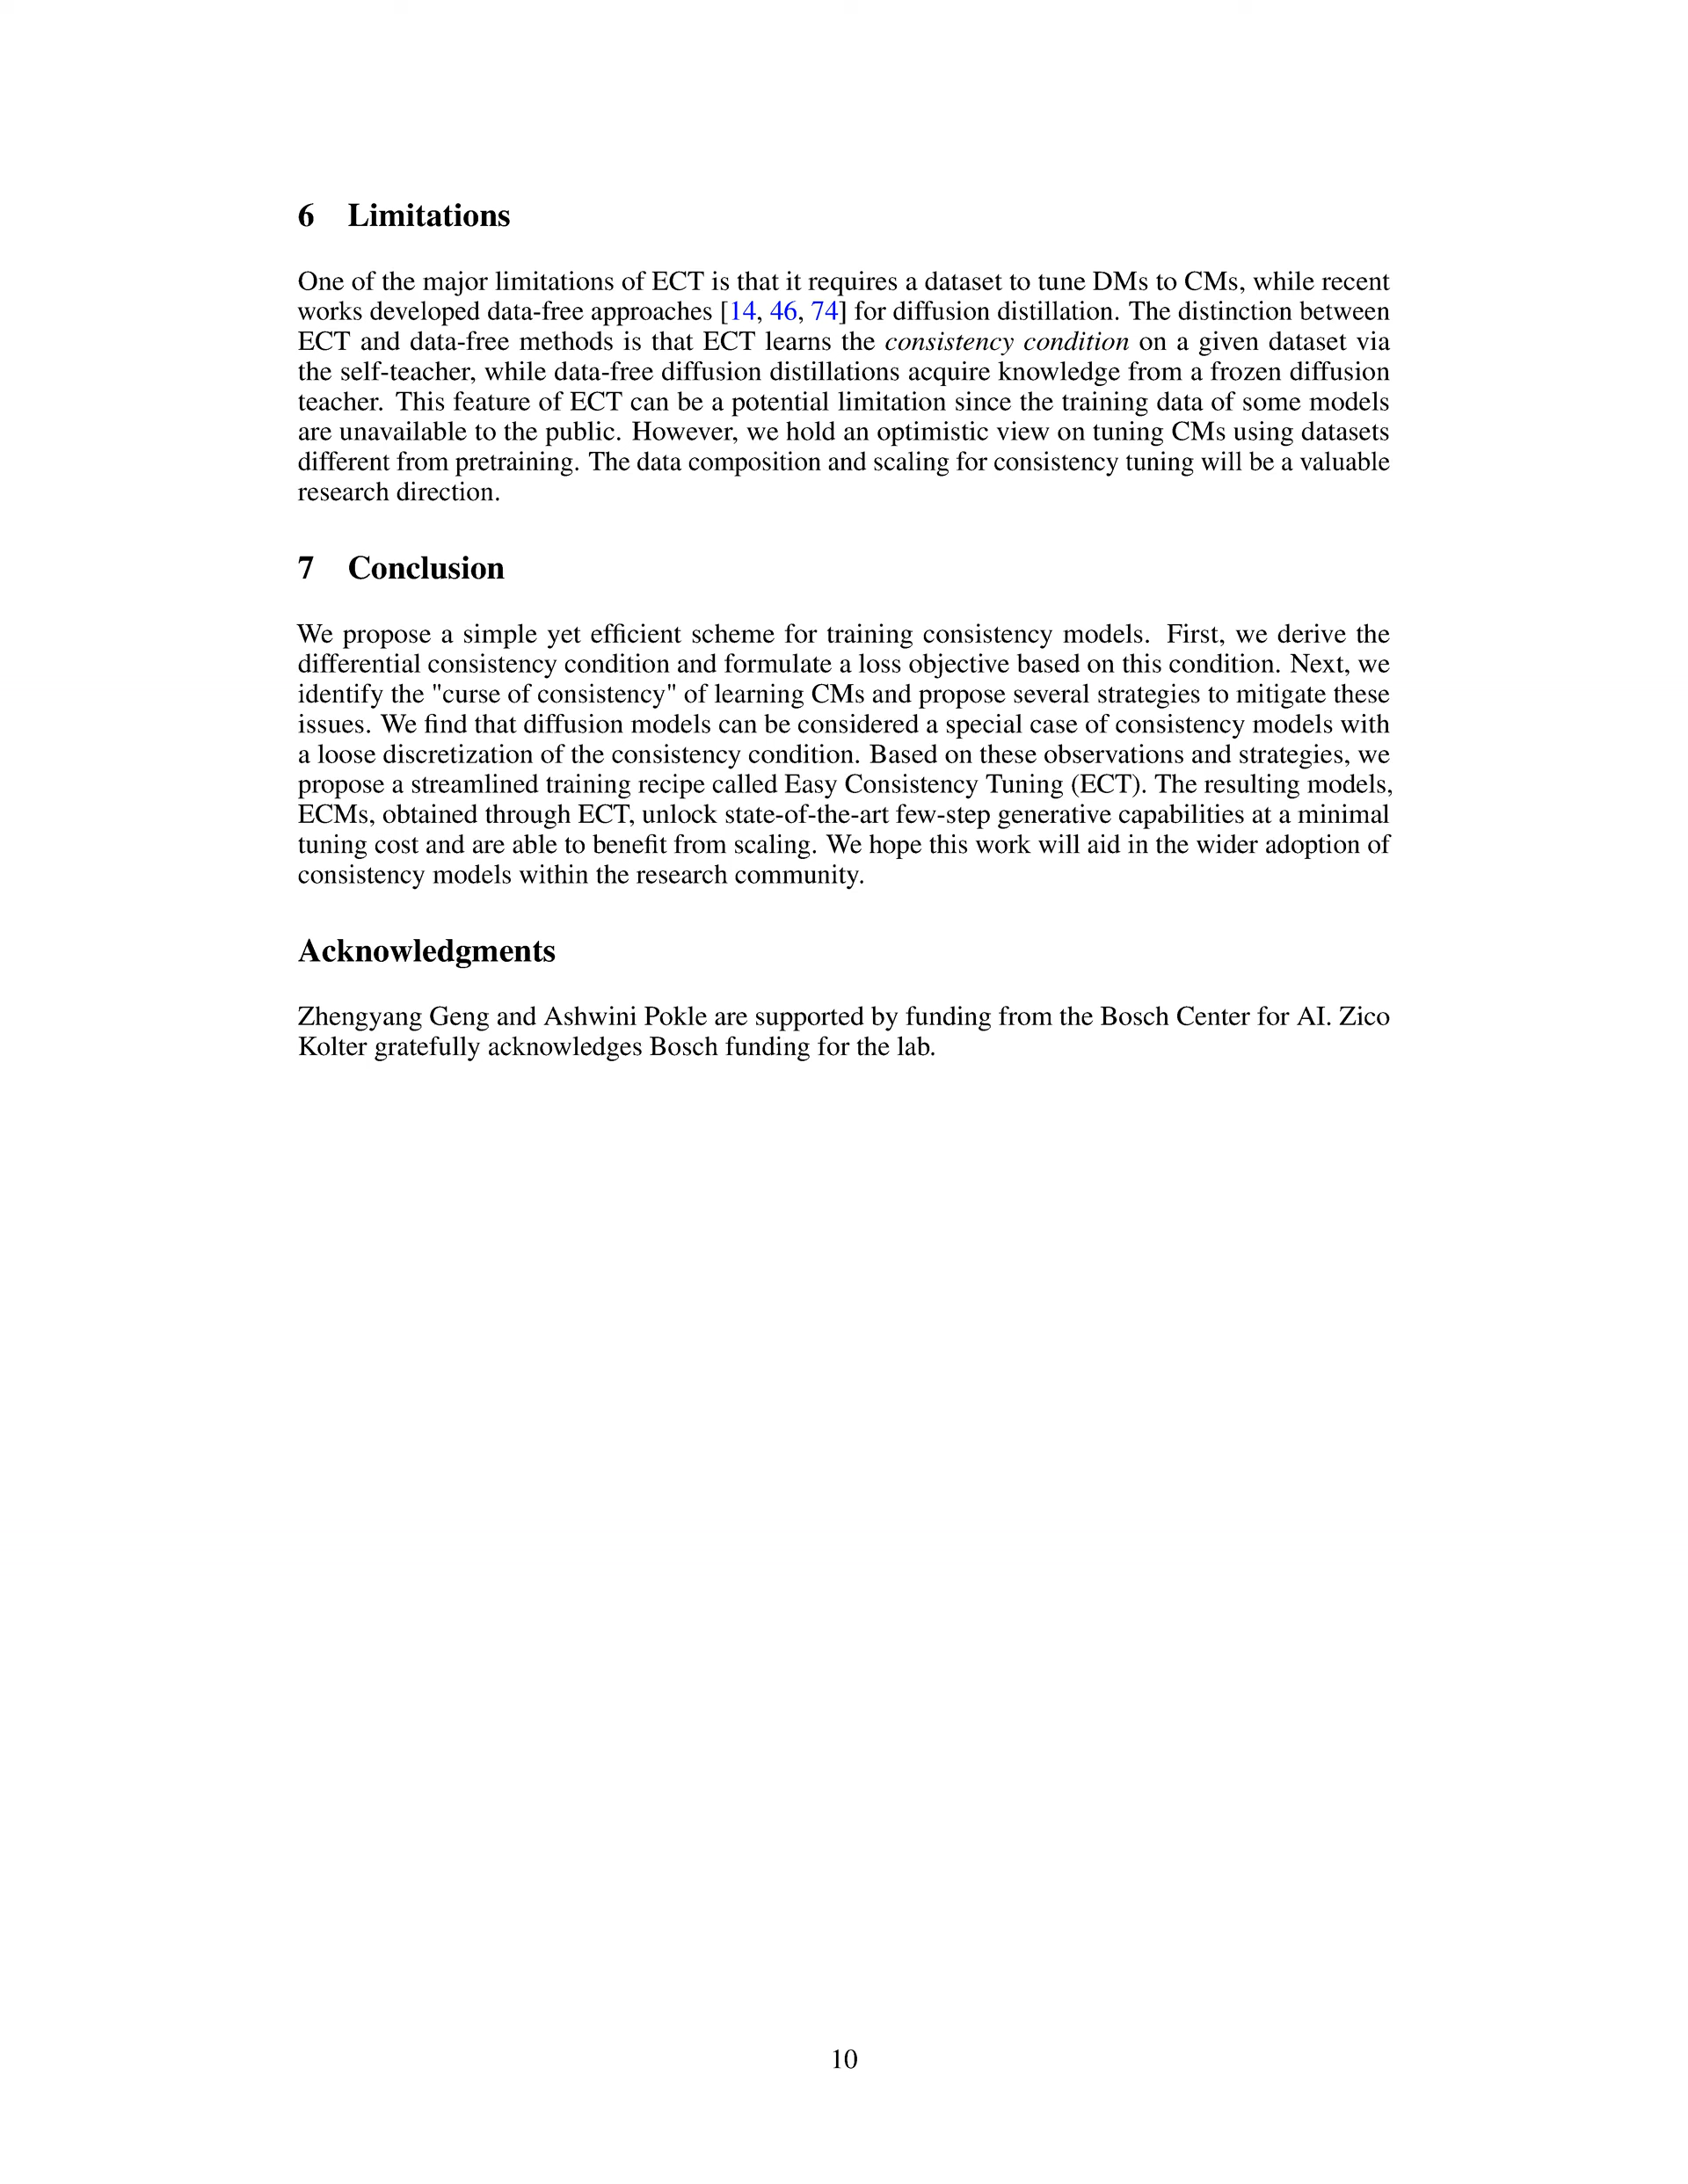 6 Limitations
One of the major limitations of ECT is that it requires a dataset to tune DMs to CMs, while recent
works developed data-free approaches [14, 46, 74] for diffusion distillation. The distinction between
ECT and data-free methods is that ECT learns the consistency condition on a given dataset via
the self-teacher, while data-free diffusion distillations acquire knowledge from a frozen diffusion
teacher. This feature of ECT can be a potential limitation since the training data of some models
are unavailable to the public. However, we hold an optimistic view on tuning CMs using datasets
different from pretraining. The data composition and scaling for consistency tuning will be a valuable
research direction.
7 Conclusion
We propose a simple yet efficient scheme for training consistency models. First, we derive the
differential consistency condition and formulate a loss objective based on this condition. Next, we
identify the "curse of consistency" of learning CMs and propose several strategies to mitigate these
issues. We find that diffusion models can be considered a special case of consistency models with
a loose discretization of the consistency condition. Based on these observations and strategies, we
propose a streamlined training recipe called Easy Consistency Tuning (ECT). The resulting models,
ECMs, obtained through ECT, unlock state-of-the-art few-step generative capabilities at a minimal
tuning cost and are able to benefit from scaling. We hope this work will aid in the wider adoption of
consistency models within the research community.
Acknowledgments
Zhengyang Geng and Ashwini Pokle are supported by funding from the Bosch Center for AI. Zico
Kolter gratefully acknowledges Bosch funding for the lab.
10